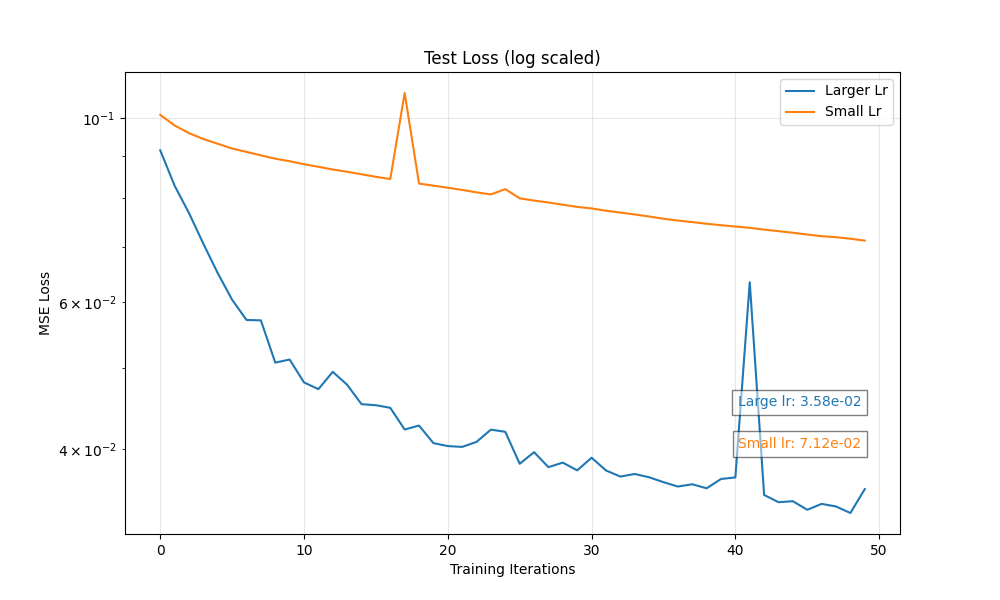 Test Loss (log scaled)
Larger Lr
Small Lr
10⁻¹
6 × 10⁻²
4 × 10⁻²
MSE Loss
Large lr: 3.58e-02
Small lr: 7.12e-02
0 10 20 30 40 50
Training Iterations